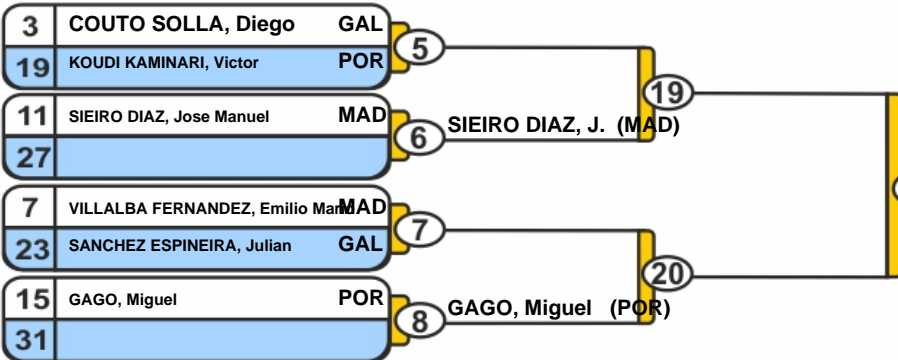 3 COUTO SOLLA, Diego GAL
19 KOUDI KAMINARI, Victor POR
5
11 SIEIRO DIAZ, Jose Manuel MAD
27
6 SIEIRO DIAZ, J. (MAD)
19
7 VILLALBA FERNANDEZ, Emilio MAD
23 SANCHEZ ESPINEIRA, Julian GAL
7
15 GAGO, Miguel POR
31
8 GAGO, Miguel (POR)
20